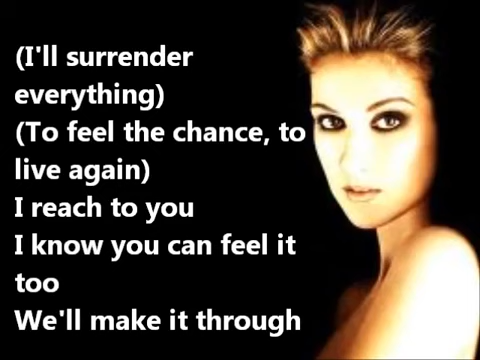 (I'll surrender
everything)
(To feel the chance, to
live again)
I reach to you
I know you can feel it
too
We'll make it through